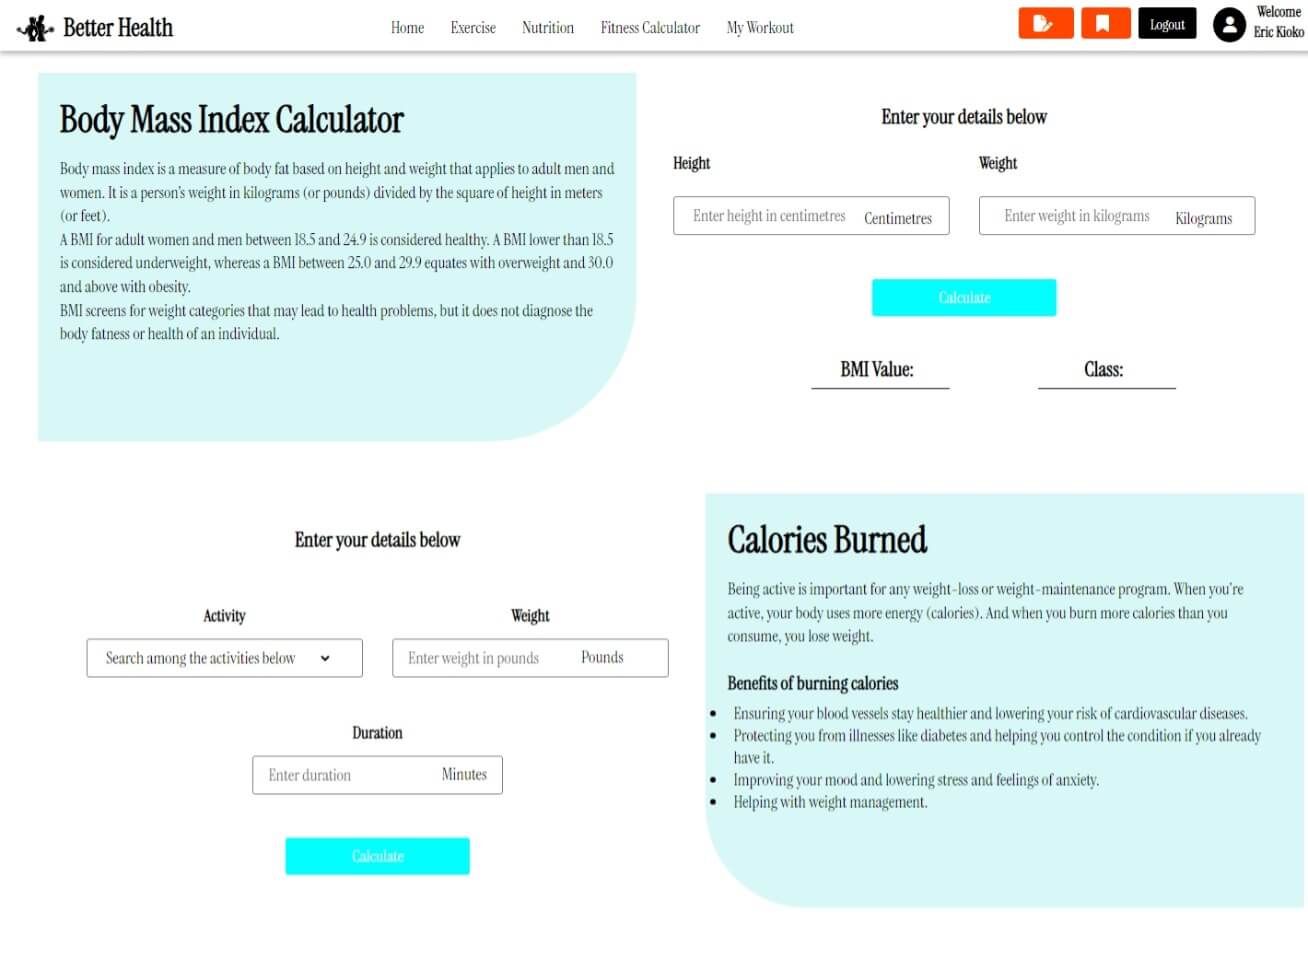 Better Health
Home Exercise Nutrition Fitness Calculator My Workout
Logout
Welcome
Eric Kioko
Body Mass Index Calculator
Body mass index is a measure of body fat based on height and weight that applies to adult men and
women. It is a person's weight in kilograms (or pounds) divided by the square of height in meters
(or feet).
A BMI for adult women and men between 18.5 and 24.9 is considered healthy. A BMI lower than 18.5
is considered underweight, whereas a BMI between 25.0 and 29.9 equates with overweight and 30.0
and above with obesity.
BMI screens for weight categories that may lead to health problems, but it does not diagnose the
body fatness or health of an individual.
Enter your details below
Height Weight
Enter height in centimetres Centimetres Enter weight in kilograms Kilograms
Calculate
BMI Value: Class:
Enter your details below
Activity Weight
Search among the activities below Enter weight in pounds Pounds
Duration
Enter duration Minutes
Calculate
Calories Burned
Being active is important for any weight-loss or weight-maintenance program. When you're
active, your body uses more energy (calories). And when you burn more calories than you
consume, you lose weight.
Benefits of burning calories
Ensuring your blood vessels stay healthier and lowering your risk of cardiovascular diseases.
Protecting you from illnesses like diabetes and helping you control the condition if you already
have it.
Improving your mood and lowering stress and feelings of anxiety.
Helping with weight management.